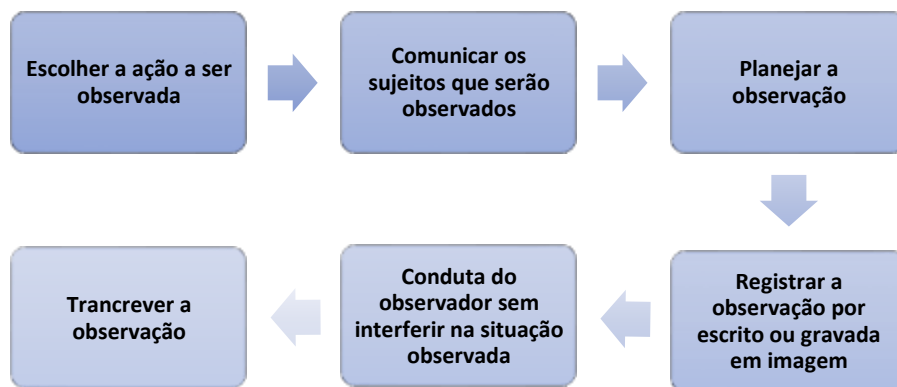 Escolher a ação a ser
observada
Comunicar os
sujeitos que serão
observados
Planejar a
observação
Registrar a
observação por
escrito ou gravada
em imagem
Conduta do
observador sem
interferir na situação
observada
Trancrever a
observação